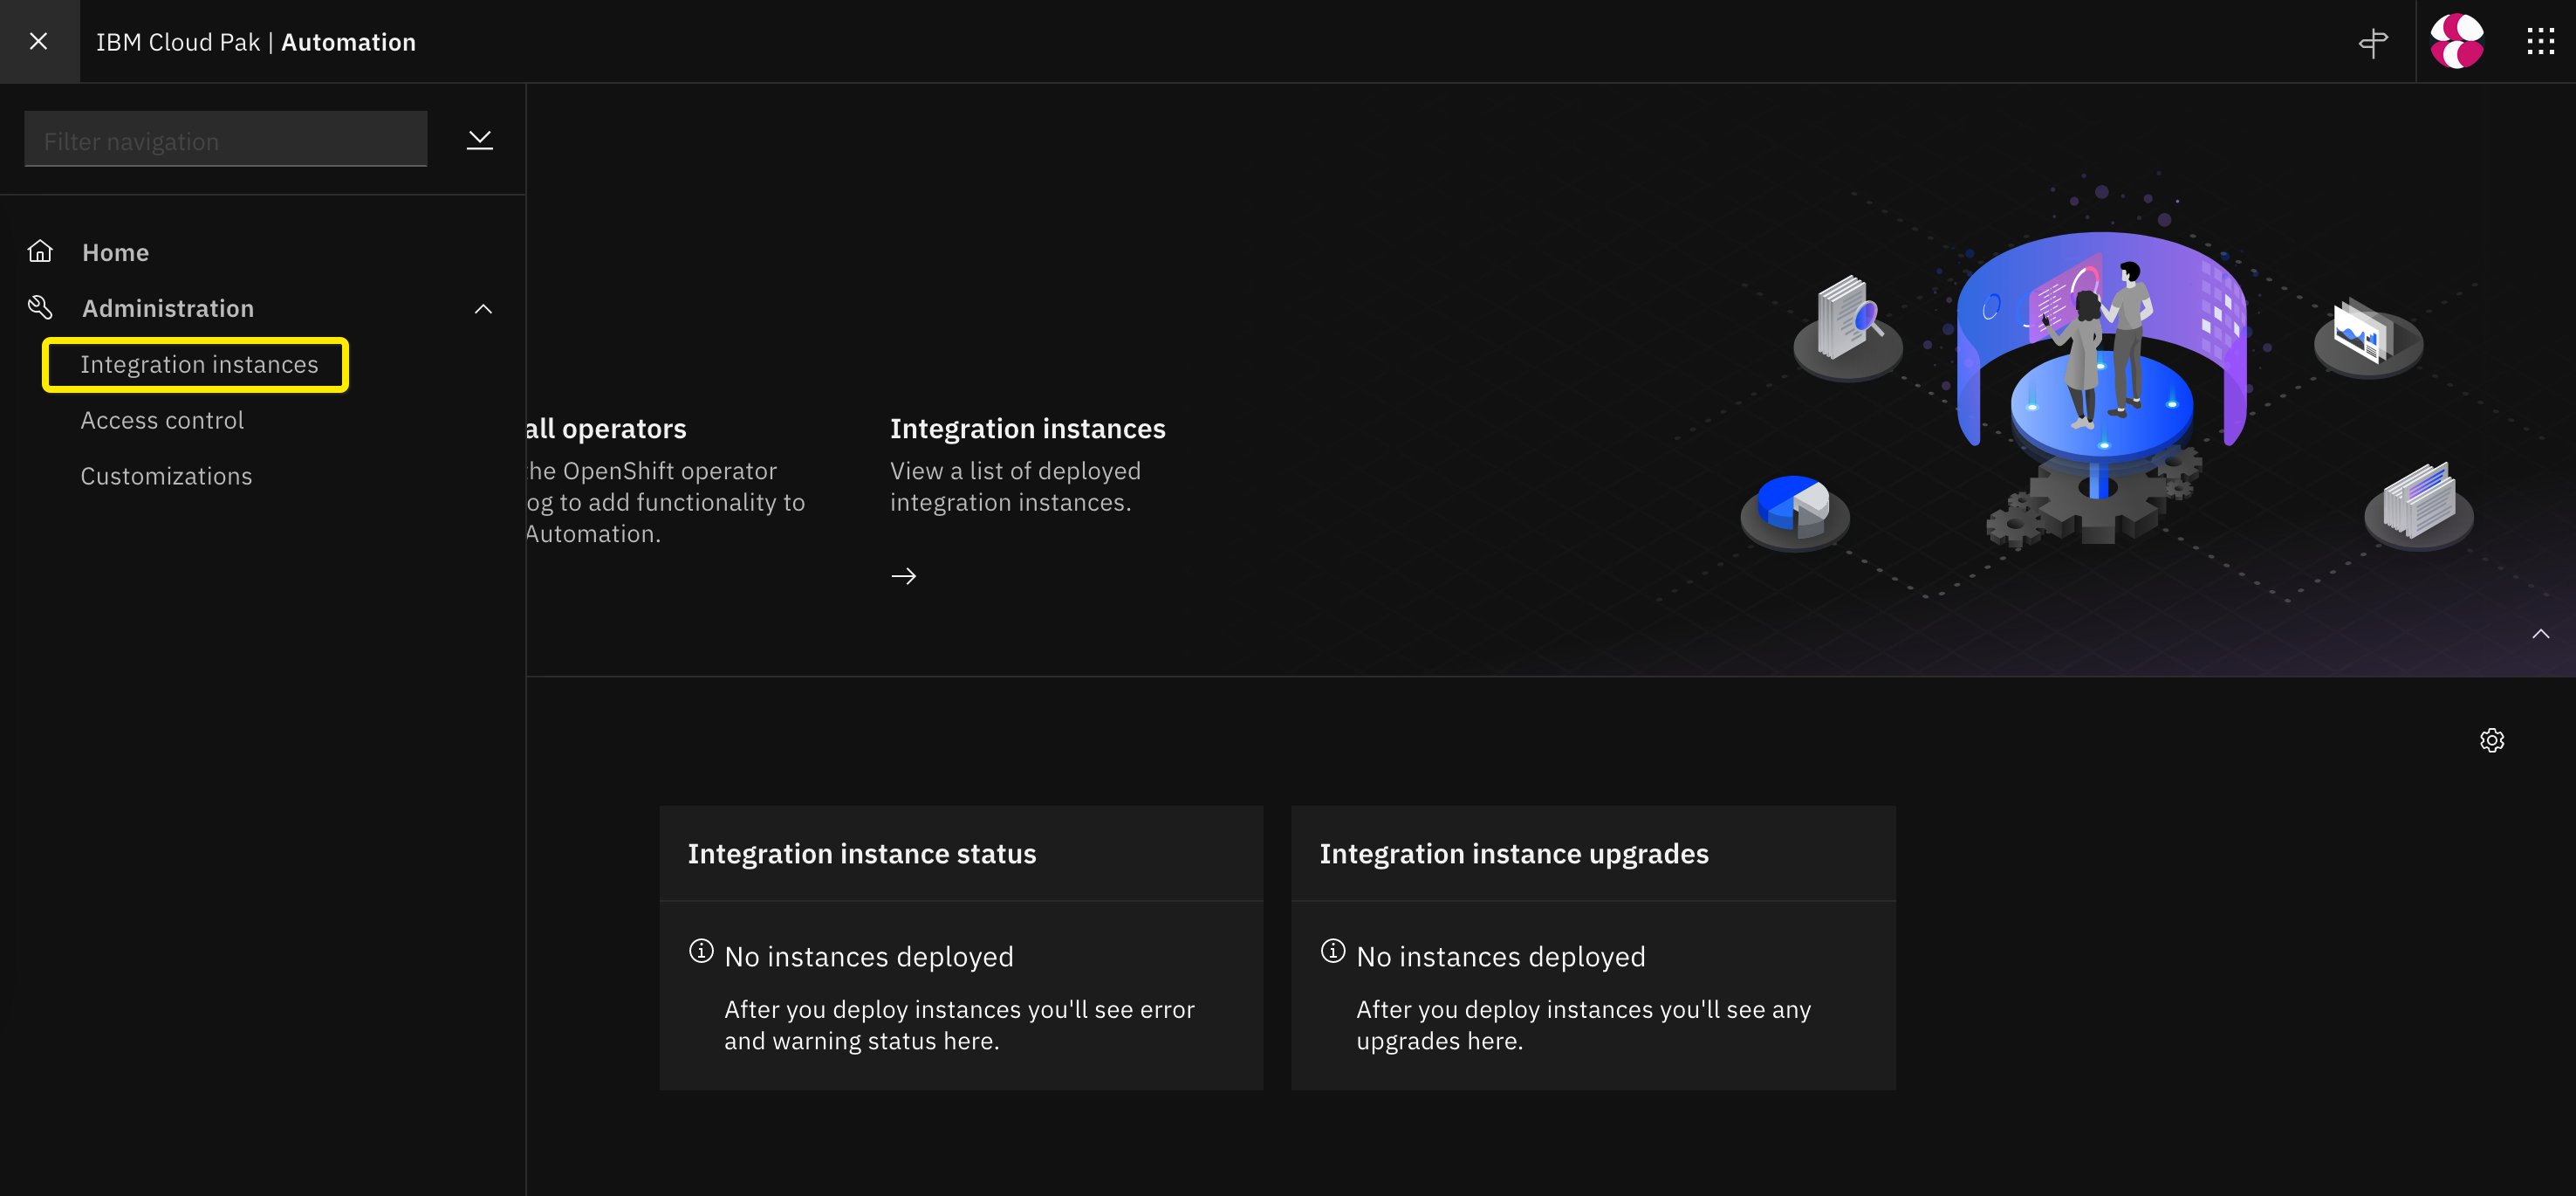 IBM Cloud Pak | Automation
Filter navigation
Home
Administration
Integration instances
Access control
Customizations
all operators
he OpenShift operator
og to add functionality to
Automation.
Integration instances
View a list of deployed
integration instances.
Integration instance status
No instances deployed
After you deploy instances you'll see error
and warning status here.
Integration instance upgrades
No instances deployed
After you deploy instances you'll see any
upgrades here.